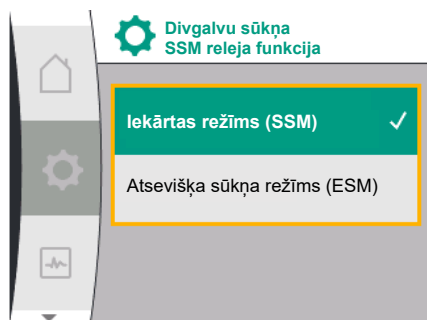 Divgalvu sūkņa
SSM releja funkcija
Iekārtas režīms (SSM)
Atsevišķa sūkņa režīms (ESM)